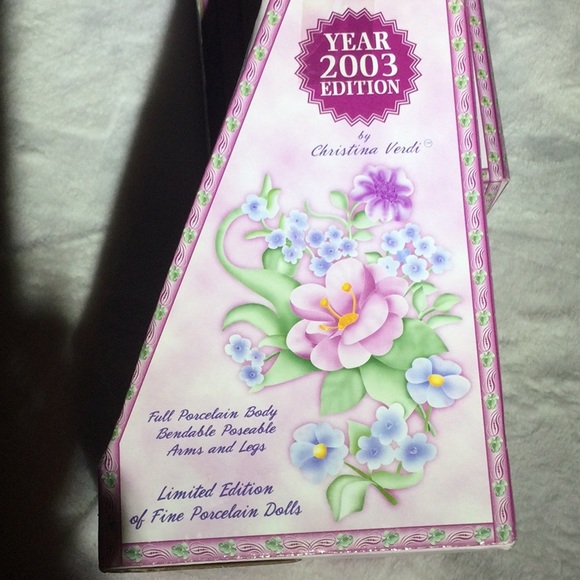 YEAR
2003
EDITION
by
Christina Verdi™
Full Porcelain Body
Bendable Poseable
Arms and Legs
Limited Edition
of Fine Porcelain Dolls